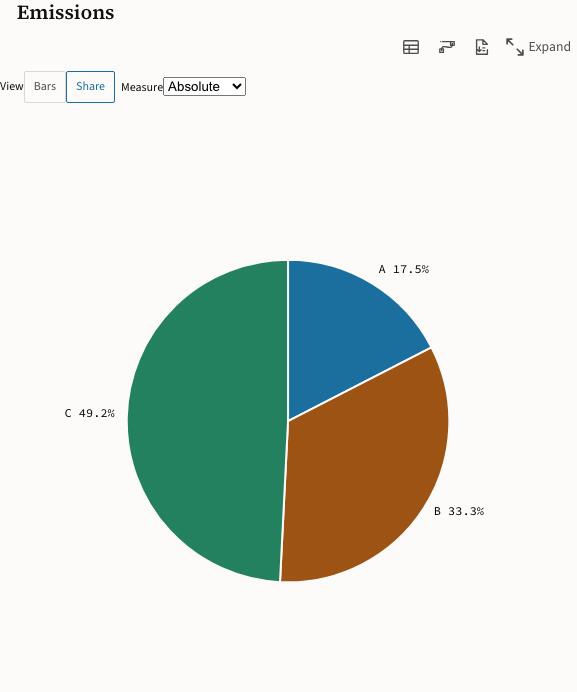 Emissions
Expand
View Bars Share Measure Absolute
A 17.5%
C 49.2%
B 33.3%